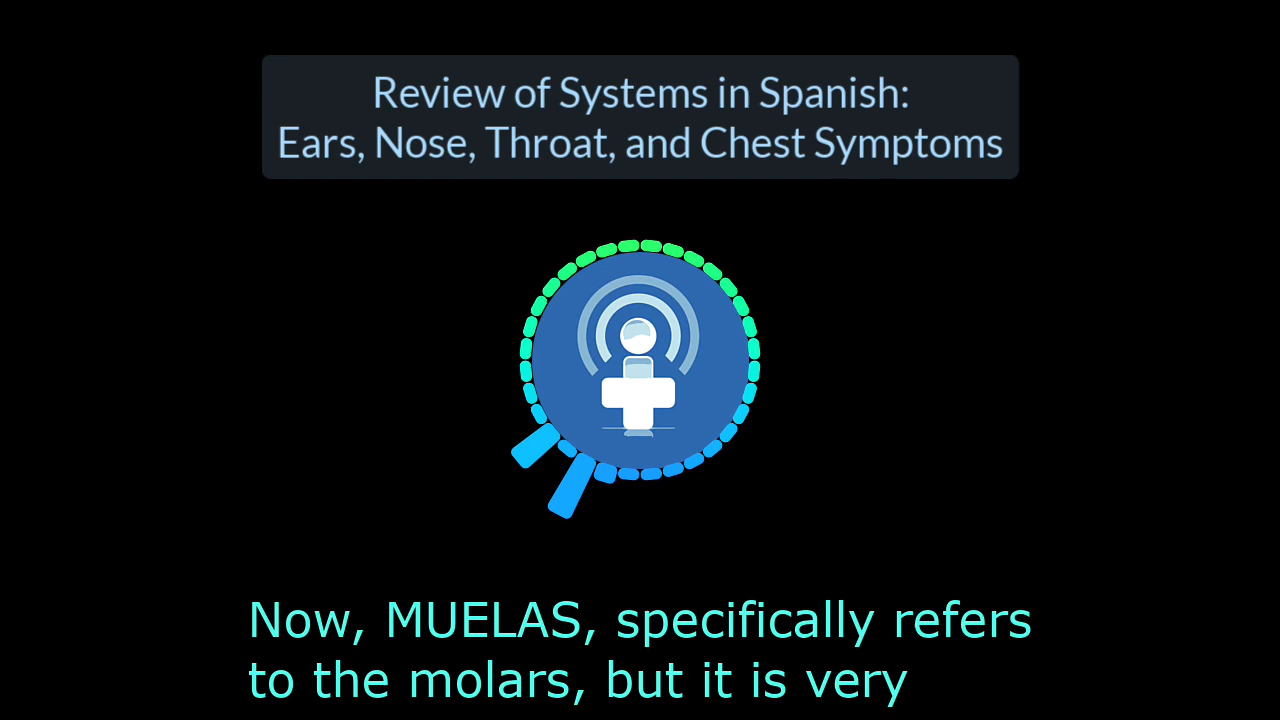 Review of Systems in Spanish:
Ears, Nose, Throat, and Chest Symptoms
Now, MUELAS, specifically refers
to the molars, but it is very